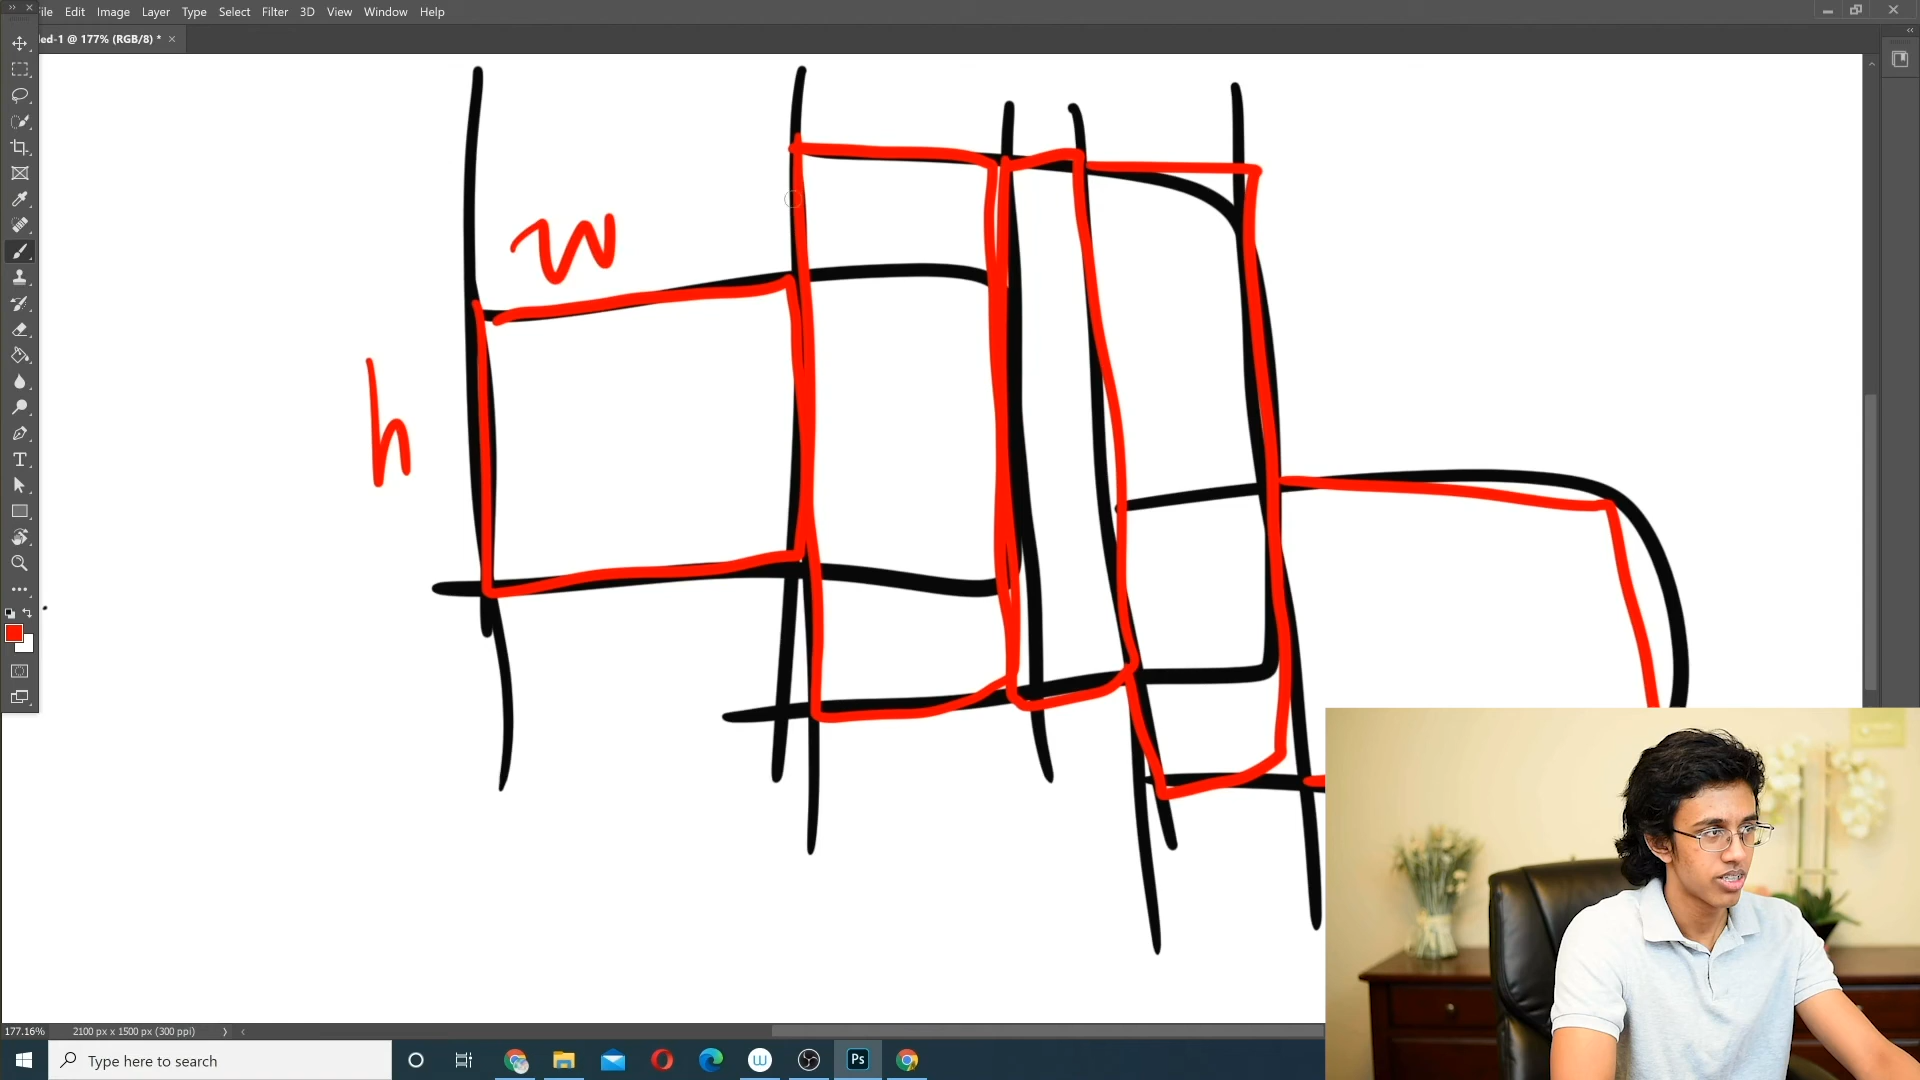 ile Edit Image Layer Type Select Filter 3D View Window Help
led-1 @ 177% (RGB/8) *
w
h
T
177.16% 2100 px x 1500 px (300 ppi)
Type here to search
W Ps